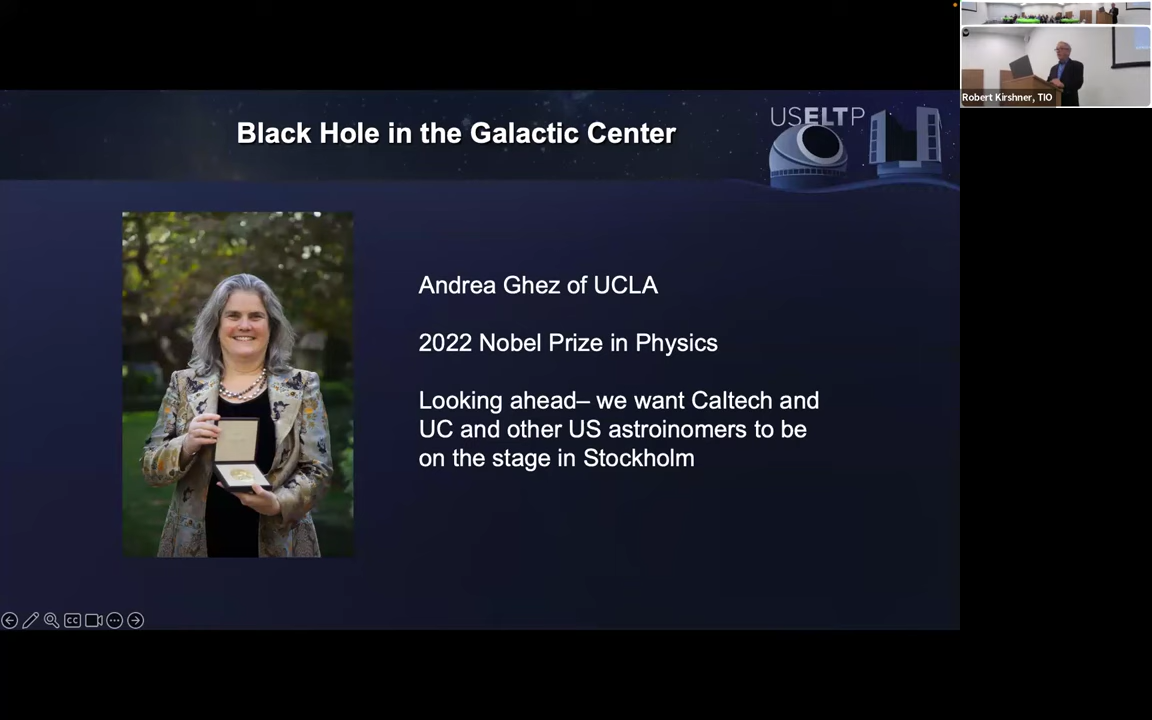 Black Hole in the Galactic Center
USELTP
Robert Kirshner, TIO
Andrea Ghez of UCLA
2022 Nobel Prize in Physics
Looking ahead– we want Caltech and
UC and other US astroinomers to be
on the stage in Stockholm
CC